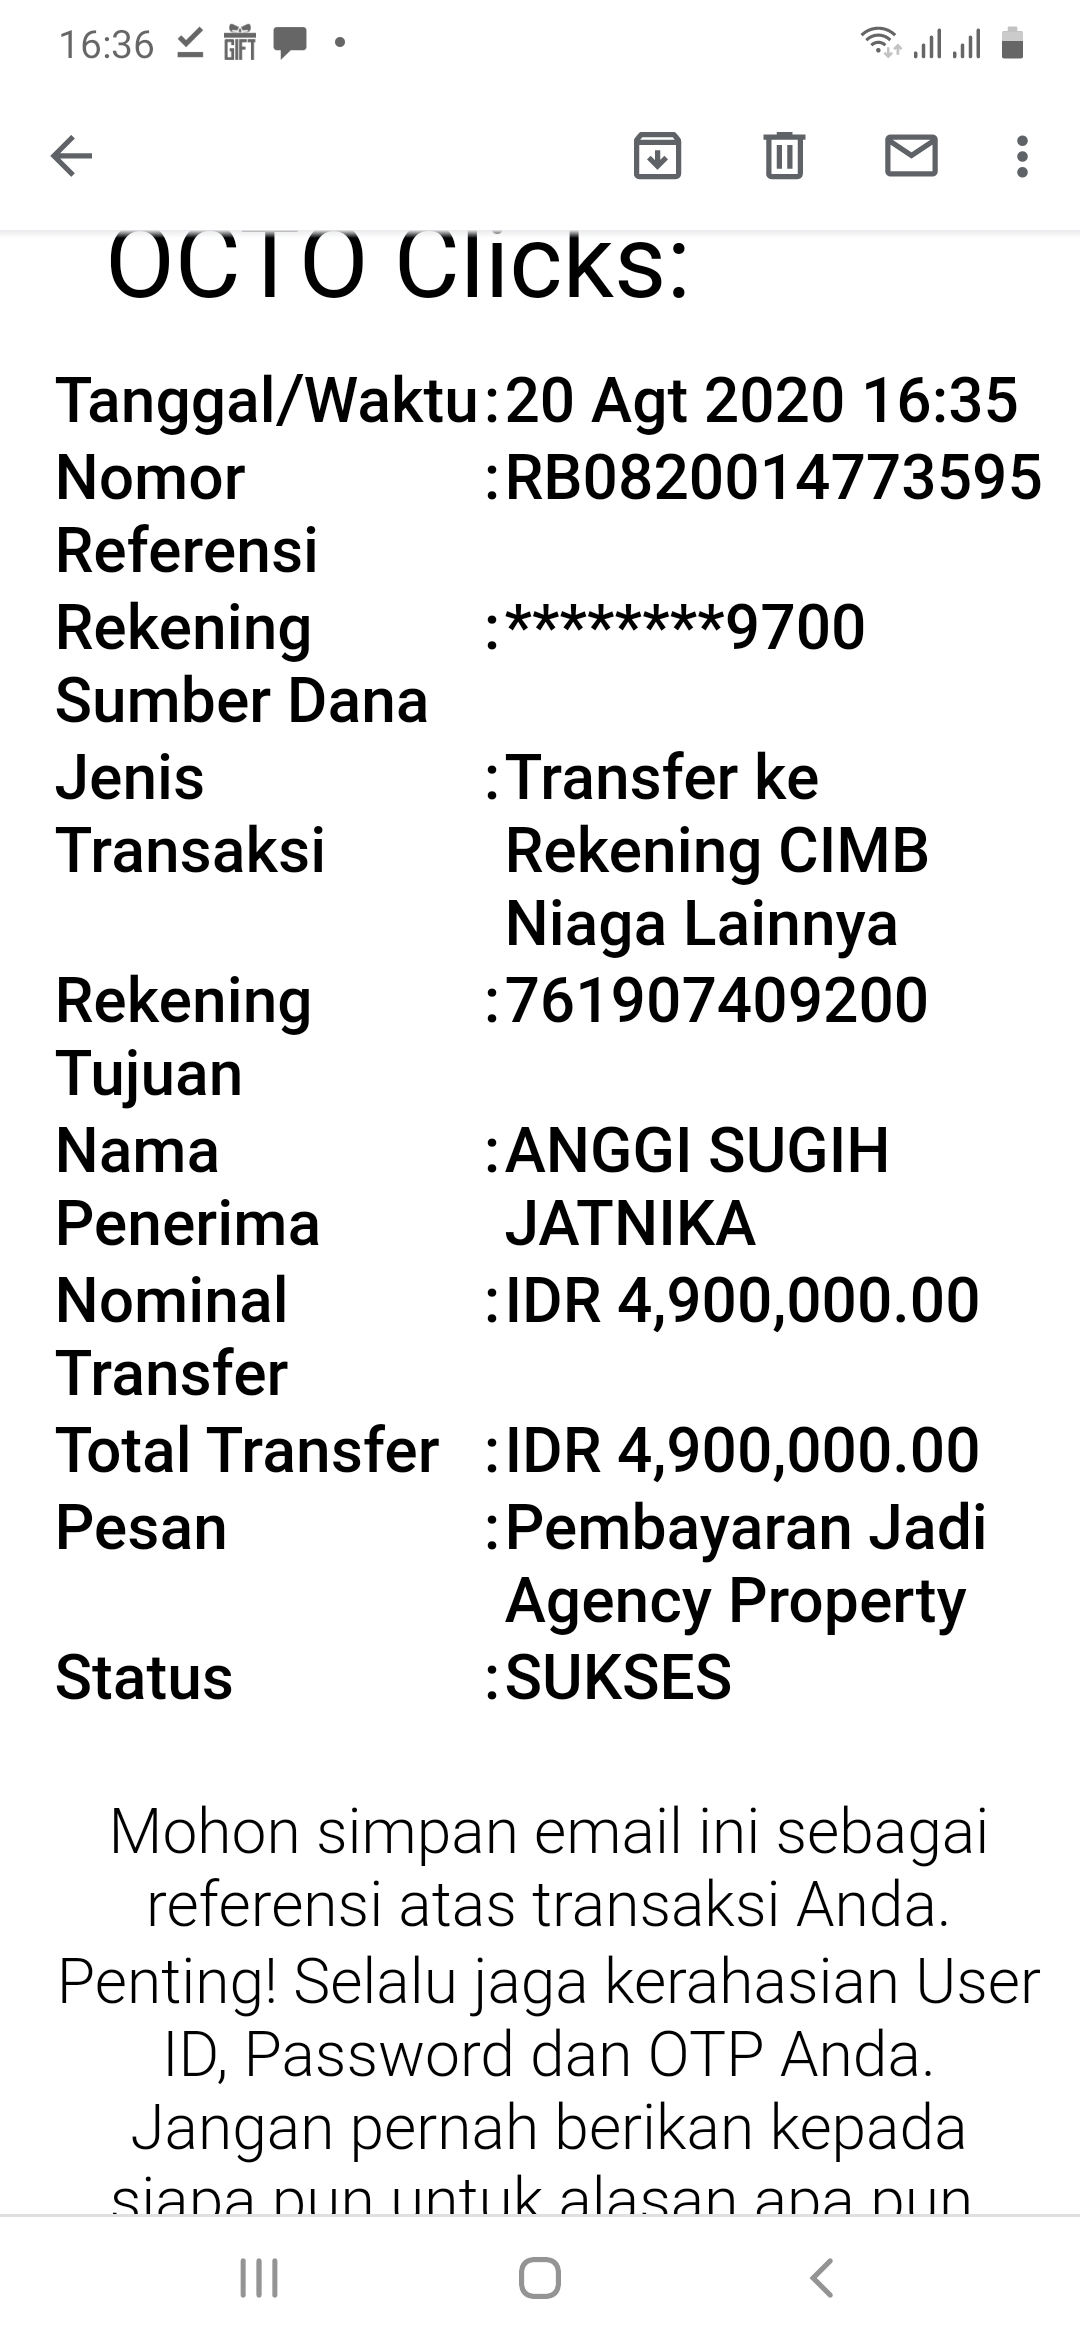 16:36
GIFT
OCTO Clicks:
Tanggal/Waktu : 20 Agt 2020 16:35
Nomor : RB0820014773595
Referensi
Rekening : ********9700
Sumber Dana
Jenis : Transfer ke
Transaksi Rekening CIMB
Niaga Lainnya
Rekening : 761907409200
Tujuan
Nama : ANGGI SUGIH
Penerima JATNIKA
Nominal : IDR 4,900,000.00
Transfer
Total Transfer : IDR 4,900,000.00
Pesan : Pembayaran Jadi
Agency Property
Status : SUKSES
Mohon simpan email ini sebagai
referensi atas transaksi Anda.
Penting! Selalu jaga kerahasian User
ID, Password dan OTP Anda.
Jangan pernah berikan kepada
siapa pun untuk alasan apa pun